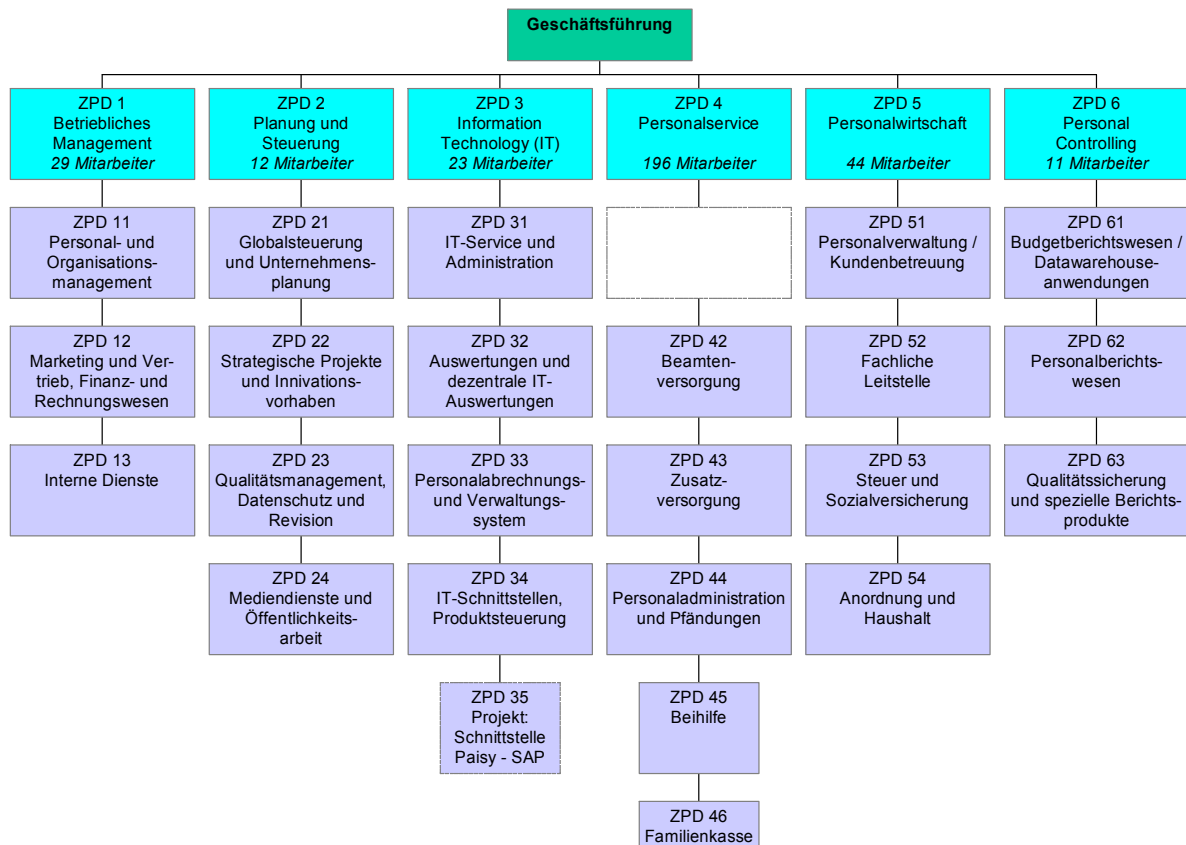 Geschäftsführung
ZPD 1
Betriebliches
Management
29 Mitarbeiter
ZPD 2
Planung und
Steuerung
12 Mitarbeiter
ZPD 3
Information
Technology (IT)
23 Mitarbeiter
ZPD 4
Personalservice
196 Mitarbeiter
ZPD 5
Personalwirtschaft
44 Mitarbeiter
ZPD 6
Personal
Controlling
11 Mitarbeiter
ZPD 11
Personal- und
Organisations-
management
ZPD 21
Globalsteuerung
und Unternehmens-
planung
ZPD 31
IT-Service und
Administration
ZPD 51
Personalverwaltung /
Kundenbetreuung
ZPD 61
Budgetberichtswesen /
Datawarehouse-
anwendungen
ZPD 12
Marketing und Ver-
trieb, Finanz- und
Rechnungswesen
ZPD 22
Strategische Projekte
und Innivations-
vorhaben
ZPD 32
Auswertungen und
dezentrale IT-
Auswertungen
ZPD 42
Beamten-
versorgung
ZPD 52
Fachliche
Leitstelle
ZPD 62
Personalberichts-
wesen
ZPD 13
Interne Dienste
ZPD 23
Qualitätsmanagement,
Datenschutz und
Revision
ZPD 33
Personalabrechnungs-
und Verwaltungs-
system
ZPD 43
Zusatz-
versorgung
ZPD 53
Steuer und
Sozialversicherung
ZPD 63
Qualitätssicherung
und spezielle Berichts-
produkte
ZPD 24
Mediendienste und
Öffentlichkeits-
arbeit
ZPD 34
IT-Schnittstellen,
Produktsteuerung
ZPD 44
Personaladministration
und Pfändungen
ZPD 54
Anordnung und
Haushalt
ZPD 35
Projekt:
Schnittstelle
Paisy - SAP
ZPD 45
Beihilfe
ZPD 46
Familienkasse